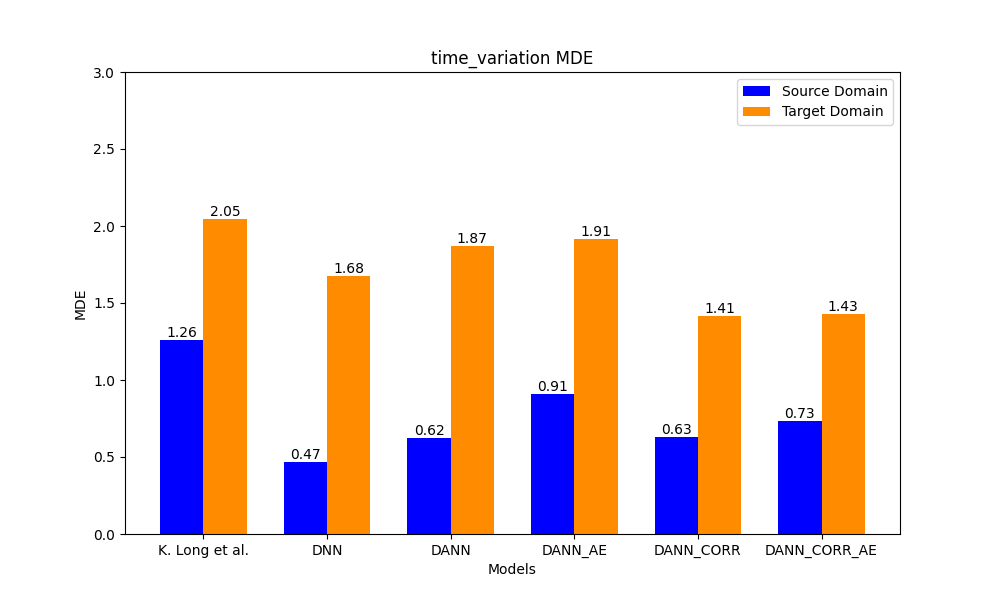 time_variation MDE
Source Domain
Target Domain
MDE
3.0
2.5
2.0
1.5
1.0
0.5
0.0
1.26
2.05
0.47
1.68
0.62
1.87
0.91
1.91
0.63
1.41
0.73
1.43
K. Long et al.
DNN
DANN
DANN_AE
DANN_CORR
DANN_CORR_AE
Models